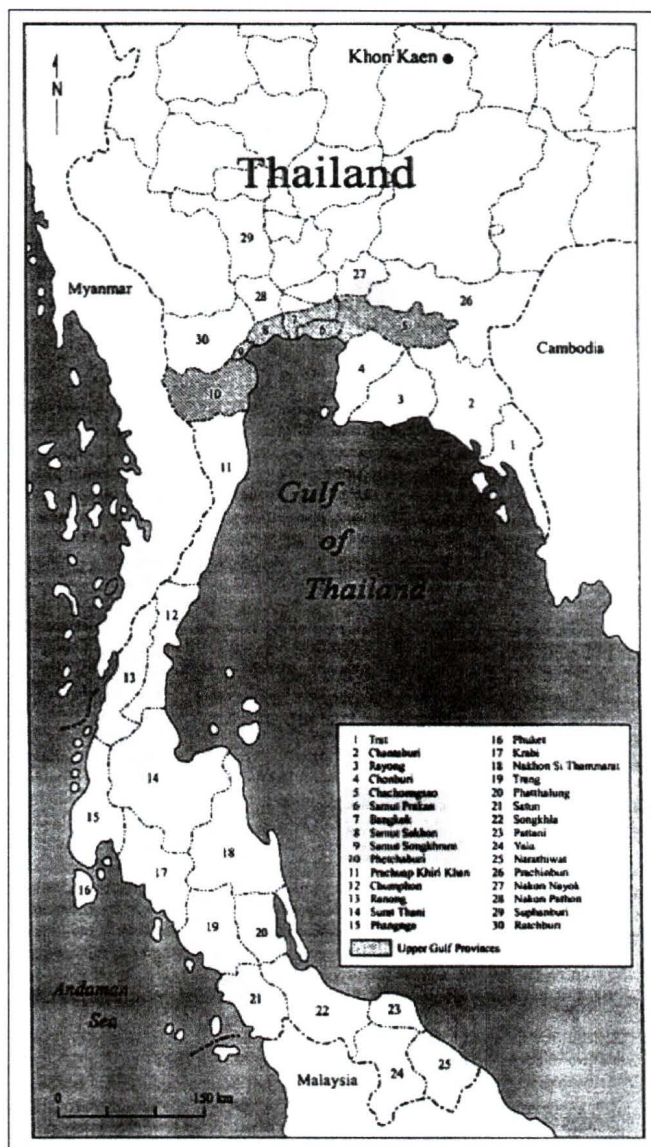 Khon Kaen
N
Thailand
29
27
Myanmar
28
26
7
30
8
6
5
Cambodia
9
4
10
3
2
1
11
Gulf
of
Thailand
12
13
14
15
18
16
17
19
20
Andaman
Sea
21
22
23
24
25
Malaysia
0 150 km
1 Trat
2 Chantaburi
3 Rayong
4 Chonburi
5 Chachoengsao
6 Samut Prakan
7 Bangkok
8 Samut Sakhon
9 Samut Songkhram
10 Phetchaburi
11 Prachuap Khiri Khan
12 Chumphon
13 Ranong
14 Surat Thani
15 Phangnga
16 Phuket
17 Krabi
18 Nakhon Si Thammarat
19 Trang
20 Phatthalung
21 Satun
22 Songkhla
23 Pattani
24 Yala
25 Narathiwat
26 Prachinburi
27 Nakon Nayok
28 Nakon Pathon
29 Suphanburi
30 Ratchburi
Upper Gulf Provinces